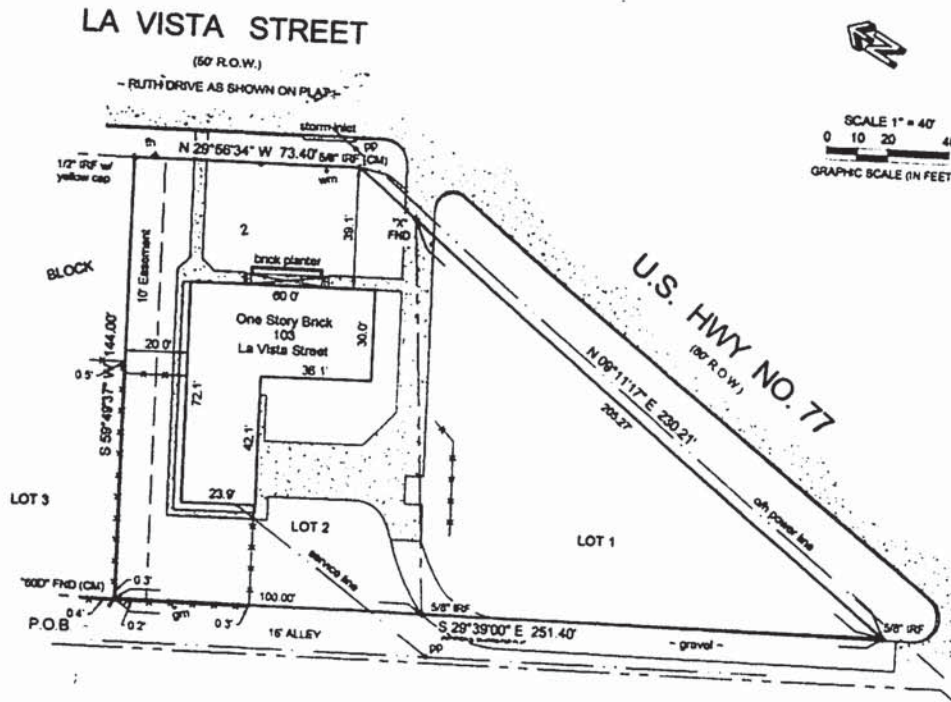 LA VISTA STREET
(60' R.O.W.)
- RUTH DRIVE AS SHOWN ON PLAT -
SCALE 1" = 40'
0 10 20 40
GRAPHIC SCALE (IN FEET
storm inlet
pp
N 29°56'34" W 73.40'
5/8" IRF (CM)
1/2" IRF w/
yellow cap
wm
39.1'
"X"
FND
2
BLOCK
10' Easement
brick planter
60.0'
One Story Brick
103
La Vista Street
30.0'
36.1'
20.0'
0.5'
S 59°49'37" W 144.00'
72.1'
42.1'
23.9'
U.S. HWY NO. 77
(80' R.O.W.)
N 09°11'17" E 230.21'
205.27'
o/h power line
LOT 3
LOT 2
LOT 1
service line
"60D" FND (CM)
0.3'
0.4'
P.O.B.
0.2'
gm
0.3'
100.00'
5/8" IRF
S 29°39'00" E 251.40'
5/8" IRF
16' ALLEY
pp
- gravel -